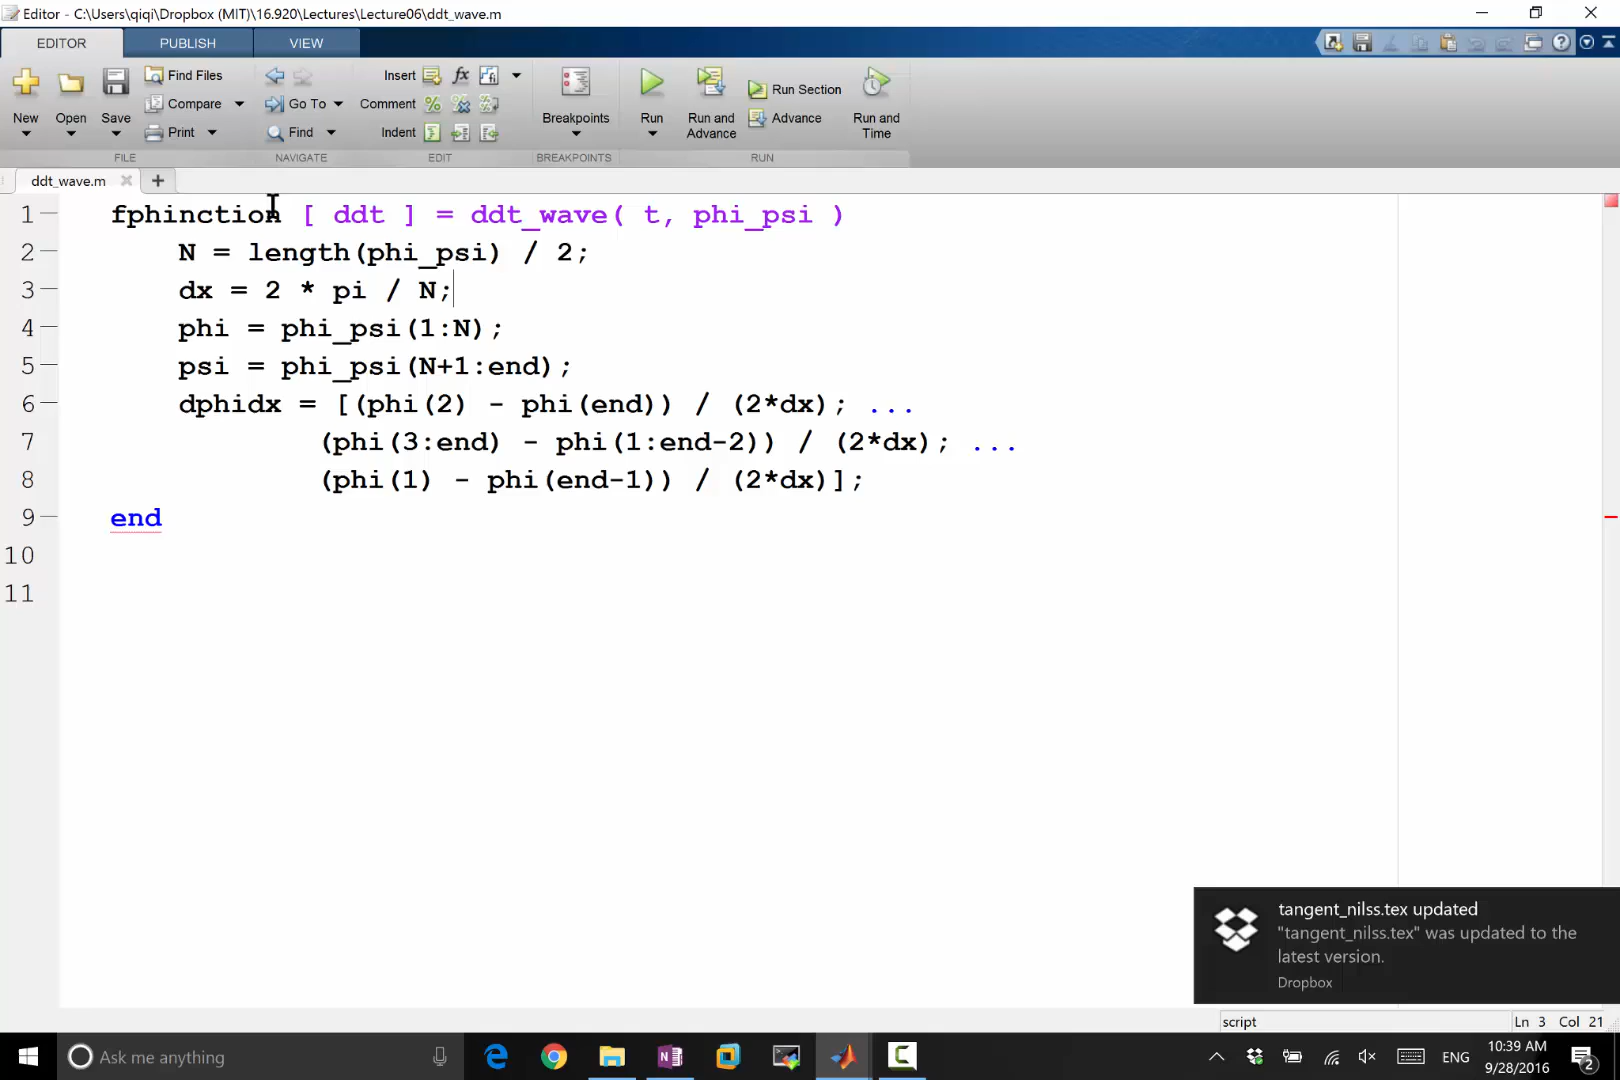 Editor - C:\Users\qiqi\Dropbox (MIT)\16.920\Lectures\Lecture06\ddt_wave.m
EDITOR PUBLISH VIEW
New Open Save Find Files Compare Print
FILE
Go To Find
NAVIGATE
Insert fx
Comment %
Indent
EDIT
Breakpoints
BREAKPOINTS
Run Run and Advance Run Section Advance Run and Time
RUN
ddt_wave.m
1 fphinction [ ddt ] = ddt_wave( t, phi_psi )
2 N = length(phi_psi) / 2;
3 dx = 2 * pi / N;
4 phi = phi_psi(1:N);
5 psi = phi_psi(N+1:end);
6 dphidx = [(phi(2) - phi(end)) / (2*dx); ...
7 (phi(3:end) - phi(1:end-2)) / (2*dx); ...
8 (phi(1) - phi(end-1)) / (2*dx)];
9 end
10
11
tangent_nilss.tex updated
"tangent_nilss.tex" was updated to the
latest version.
Dropbox
script Ln 3 Col 21
Ask me anything
ENG
10:39 AM
9/28/2016
2